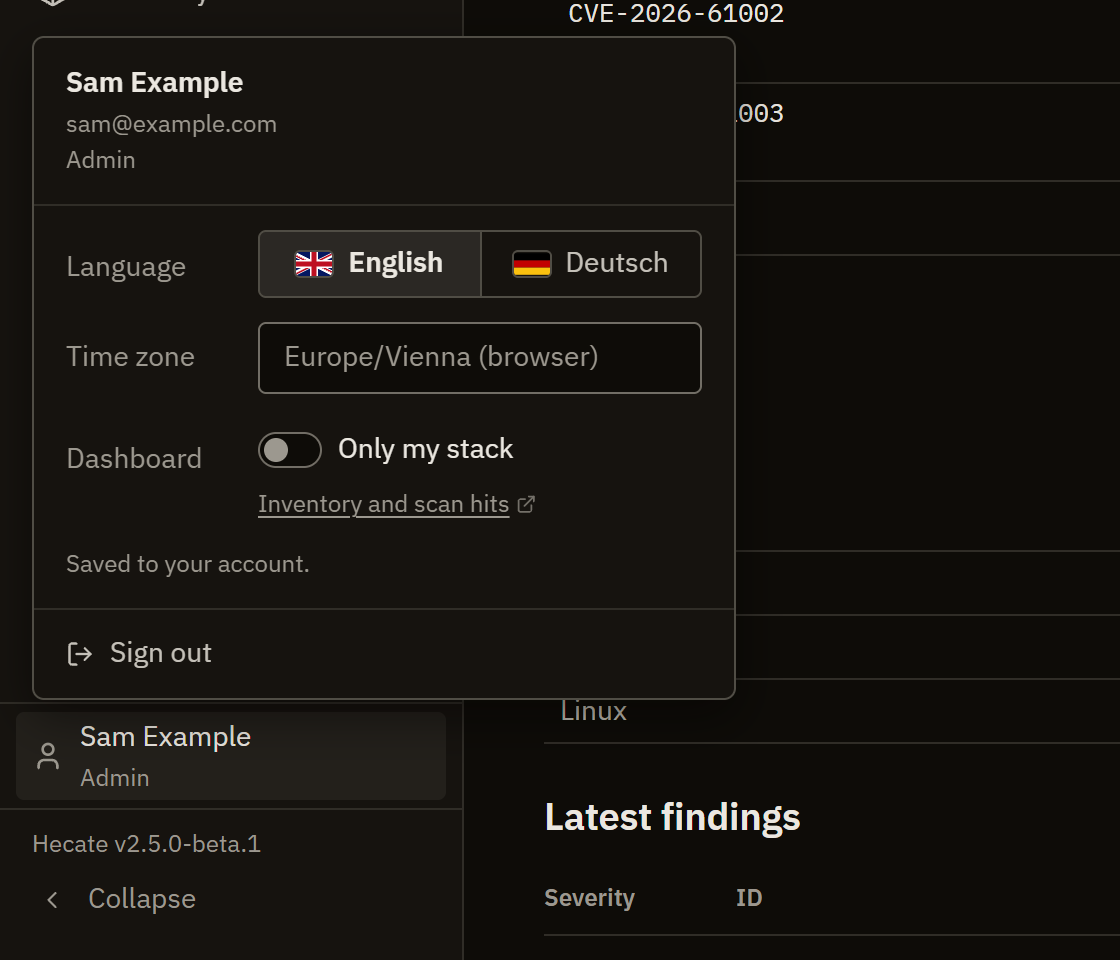 CVE-2026-61002
Sam Example
sam@example.com
Admin
003
Language
English
Deutsch
Time zone
Europe/Vienna (browser)
Dashboard
Only my stack
Inventory and scan hits
Saved to your account.
Sign out
Linux
Sam Example
Admin
Hecate v2.5.0-beta.1
Collapse
Latest findings
Severity ID